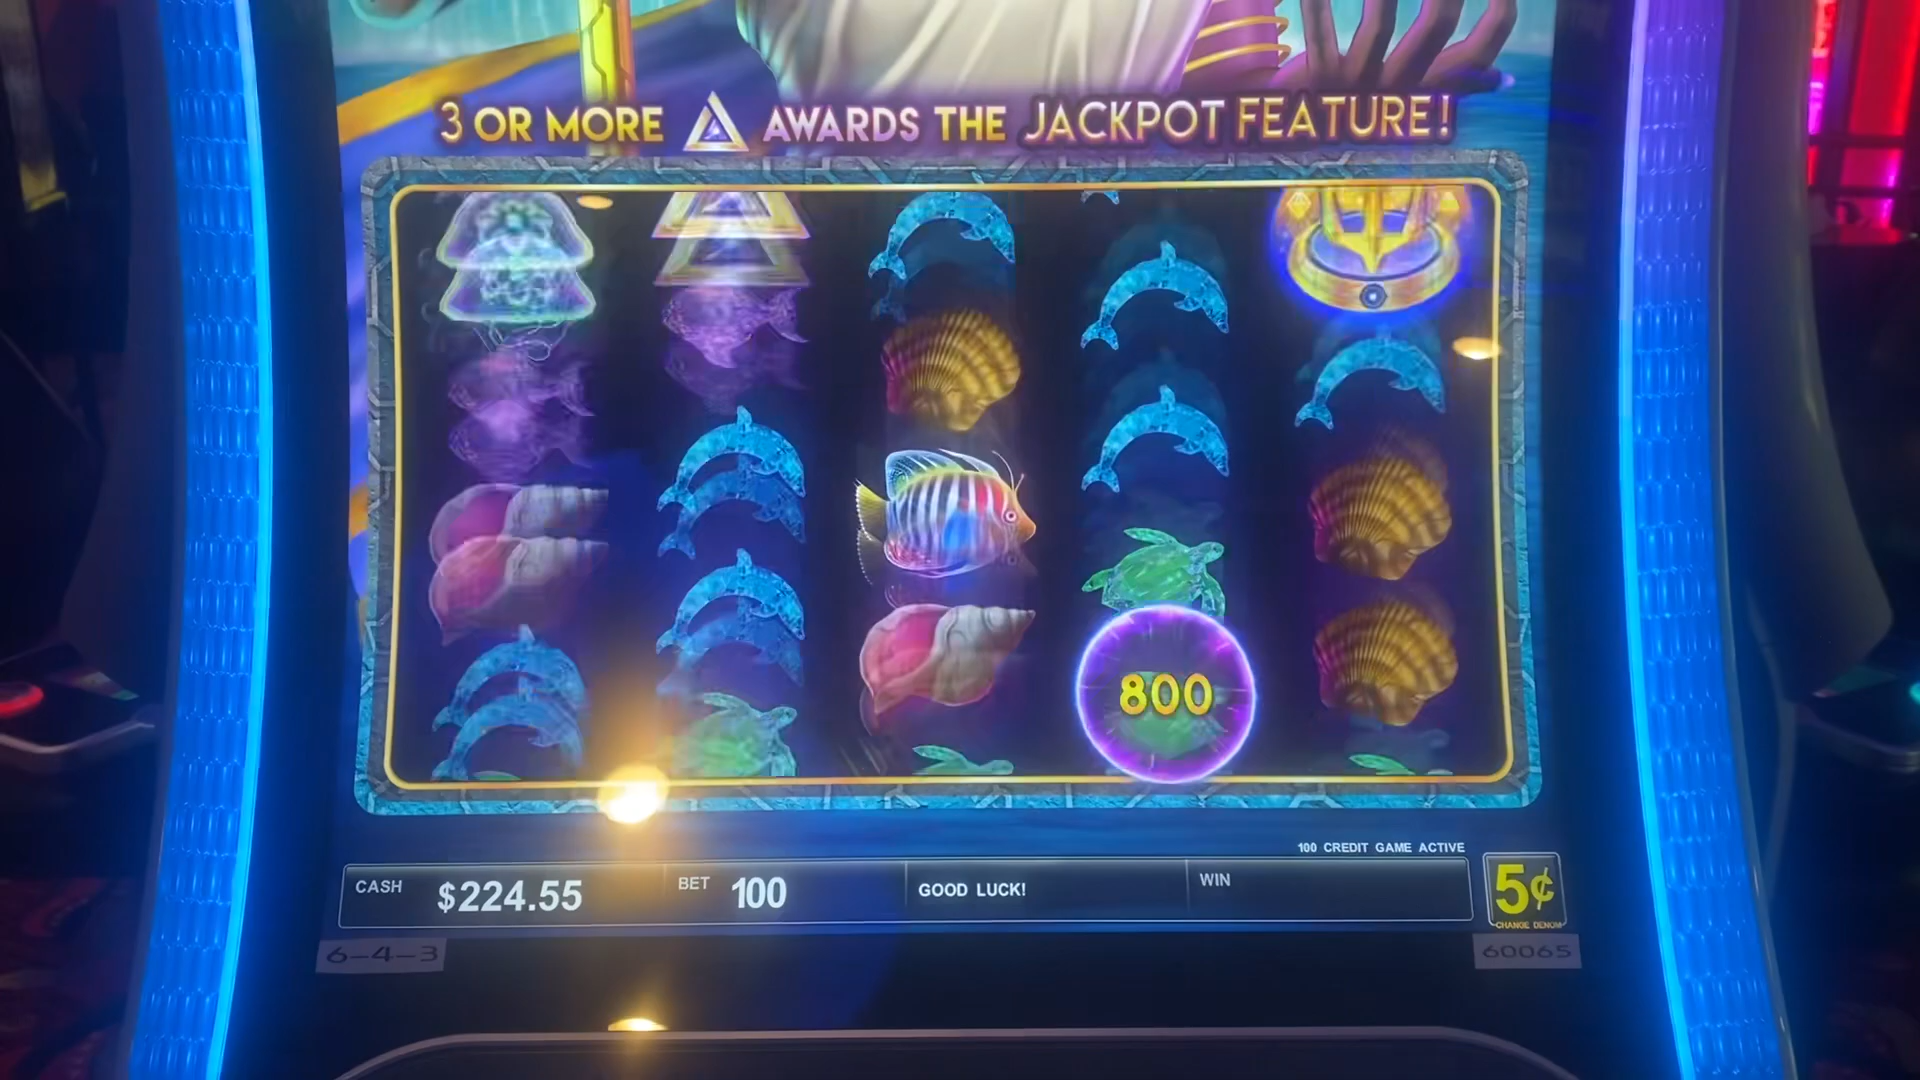 3 OR MORE AWARDS THE JACKPOT FEATURE!
800
100 CREDIT GAME ACTIVE
CASH $224.55 BET 100 GOOD LUCK! WIN 5¢
CHANGE DENOM
6-4-3 60065